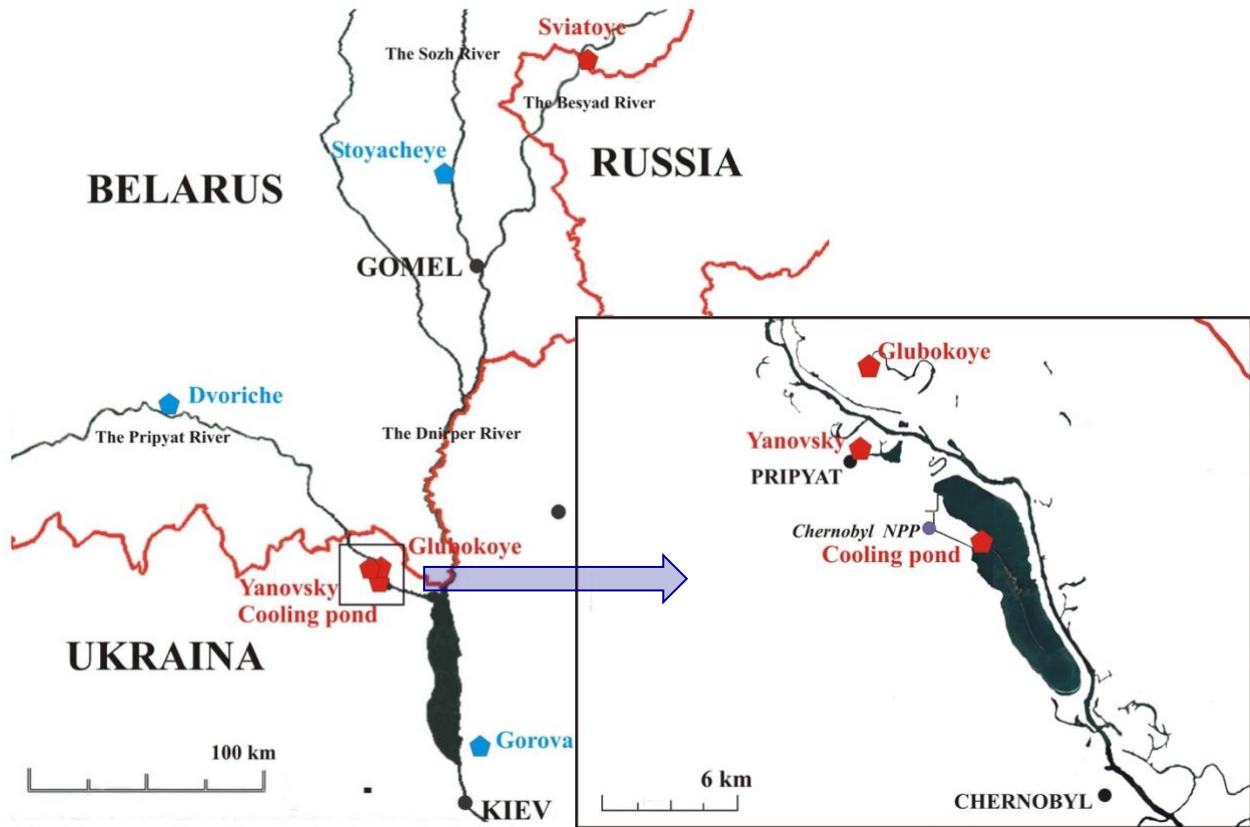 Sviatoye
The Sozh River
The Besyad River
Stoyacheye
RUSSIA
BELARUS
GOMEL
Dvoriche
The Pripyat River
The Dnirper River
Glubokoye
Yanovsky
Cooling pond
UKRAINA
Gorova
100 km
KIEV
Glubokoye
Yanovsky
PRIPYAT
Chernobyl NPP
Cooling pond
6 km
CHERNOBYL